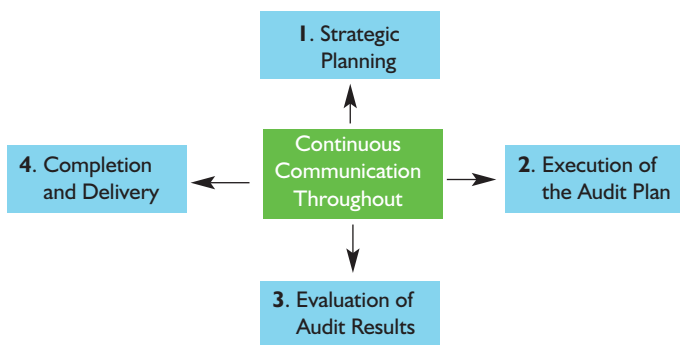 1. Strategic
Planning
Continuous
Communication
Throughout
2. Execution of
the Audit Plan
3. Evaluation of
Audit Results
4. Completion
and Delivery